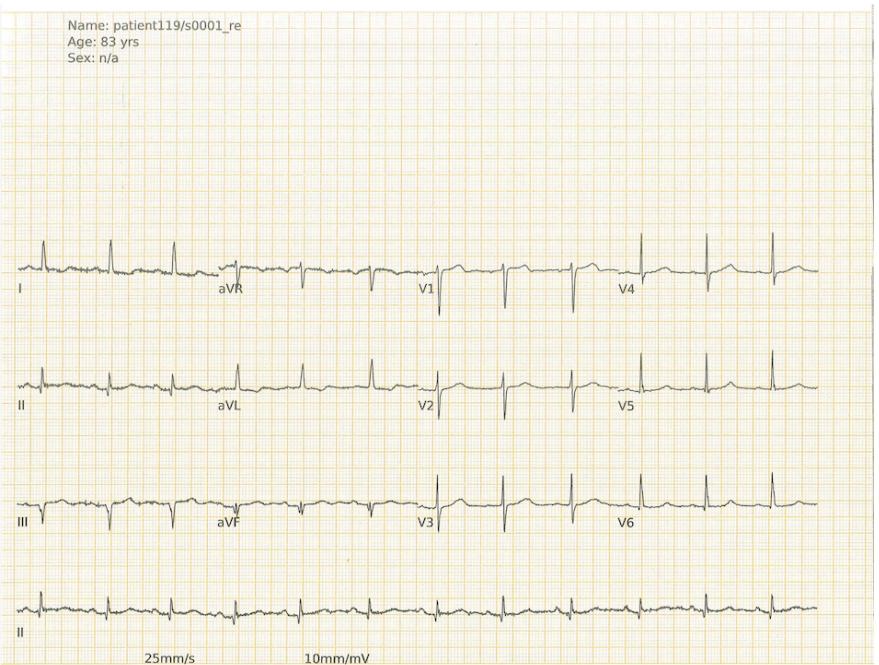 Name: patient119/s0001_re
Age: 83 yrs
Sex: n/a
I
aVR
V1
V4
II
aVL
V2
V5
III
aVF
V3
V6
II
25mm/s
10mm/mV